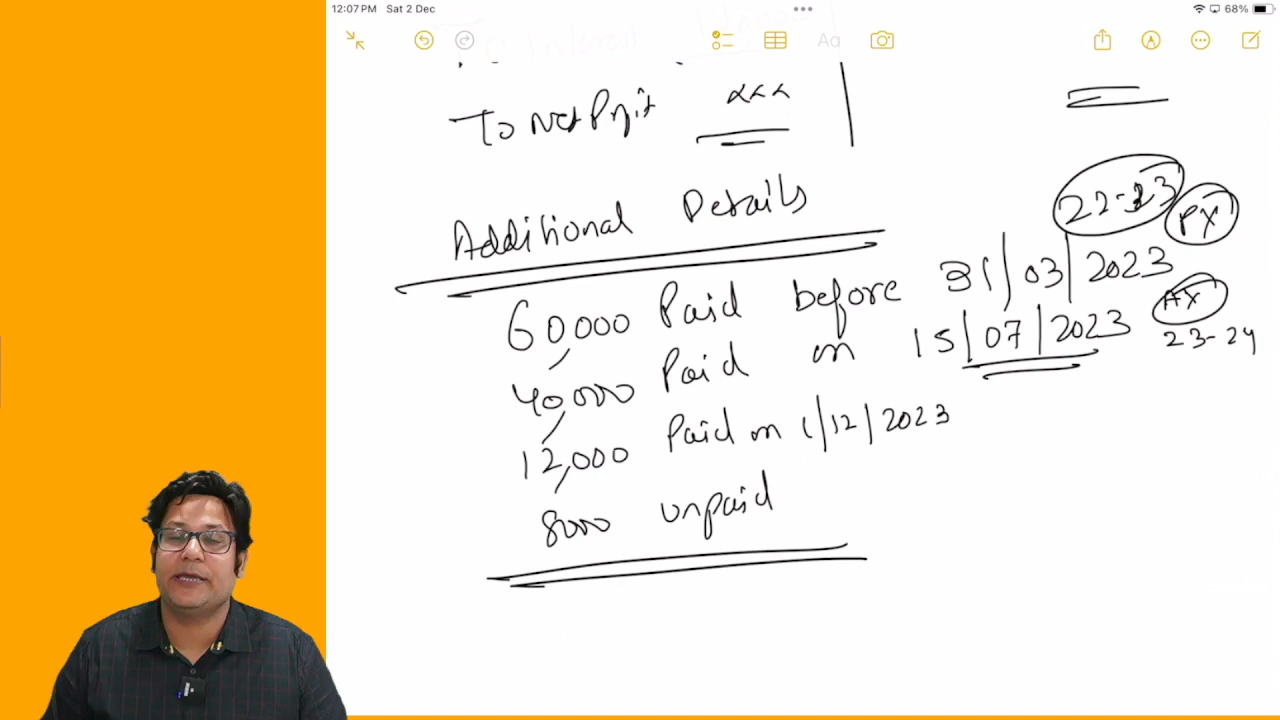 12:07 PM Sat 2 Dec
68%
Aa
To Net Profit xxx
22-23 PY
Additional Details
60,000 Paid before 31/03/2023
AY
40,000 Paid on 15/07/2023
23-24
12,000 Paid on 1/12/2023
8000 unpaid